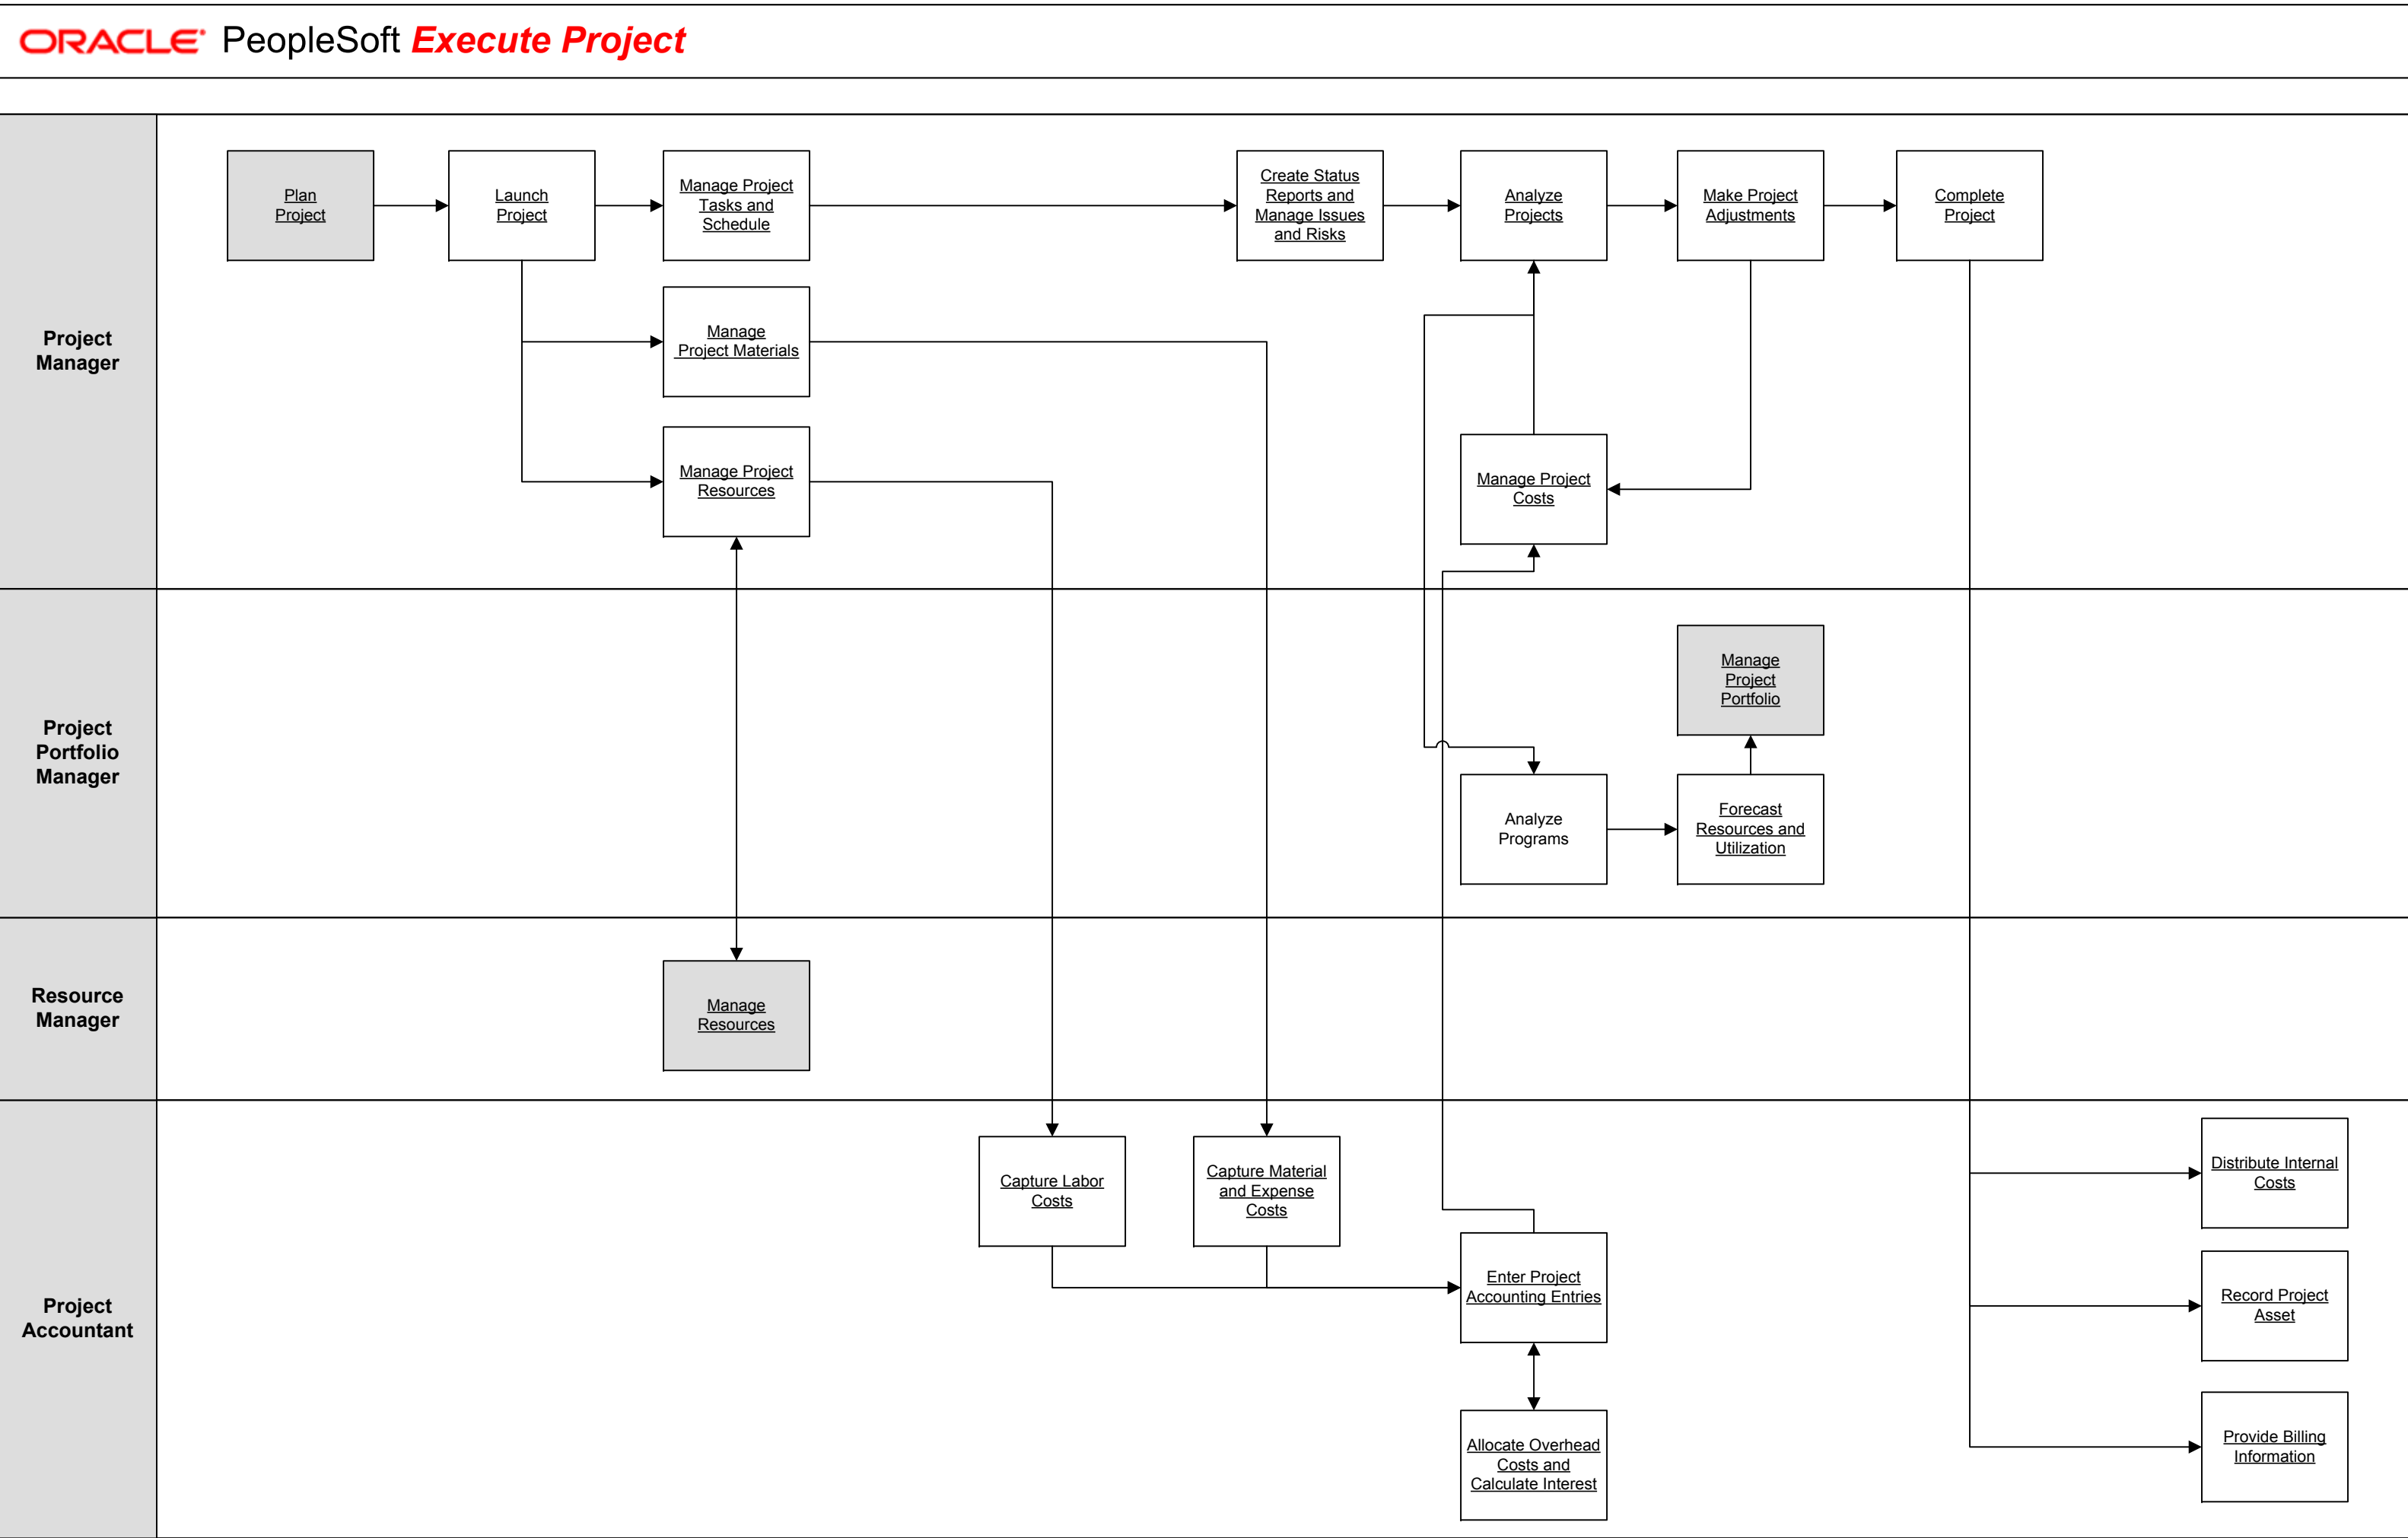 ORACLE® PeopleSoft Execute Project
Project
Manager
Plan
Project
Launch
Project
Manage Project
Tasks and
Schedule
Create Status
Reports and
Manage Issues
and Risks
Analyze
Projects
Make Project
Adjustments
Complete
Project
Manage
Project Materials
Manage Project
Resources
Manage Project
Costs
Project
Portfolio
Manager
Manage
Project
Portfolio
Analyze
Programs
Forecast
Resources and
Utilization
Resource
Manager
Manage
Resources
Project
Accountant
Capture Labor
Costs
Capture Material
and Expense
Costs
Distribute Internal
Costs
Enter Project
Accounting Entries
Record Project
Asset
Allocate Overhead
Costs and
Calculate Interest
Provide Billing
Information